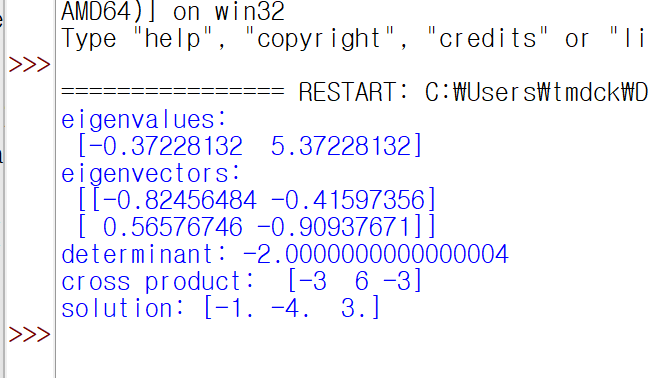 AMD64)] on win32
Type "help", "copyright", "credits" or "li
>>>
================ RESTART: C:₩Users₩tmdck₩D
eigenvalues:
[-0.37228132 5.37228132]
eigenvectors:
[[-0.82456484 -0.41597356]
[ 0.56576746 -0.90937671]]
determinant: -2.0000000000000004
cross product: [-3 6 -3]
solution: [-1. -4. 3.]
>>>